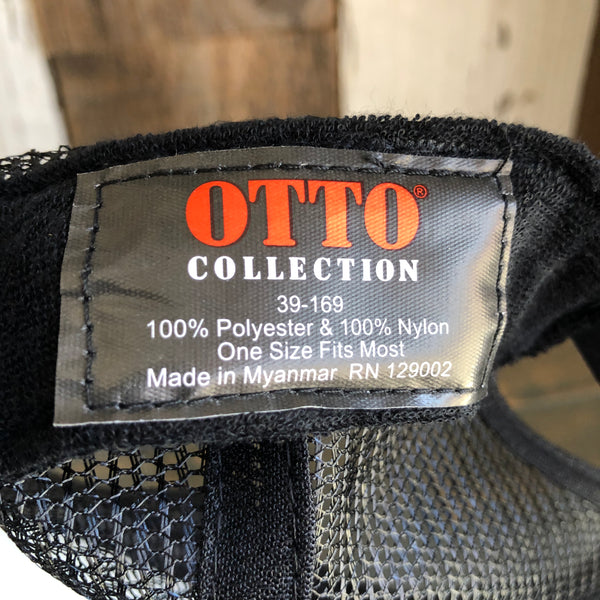 OTTO®
COLLECTION
39-169
100% Polyester & 100% Nylon
One Size Fits Most
Made in Myanmar RN 129002